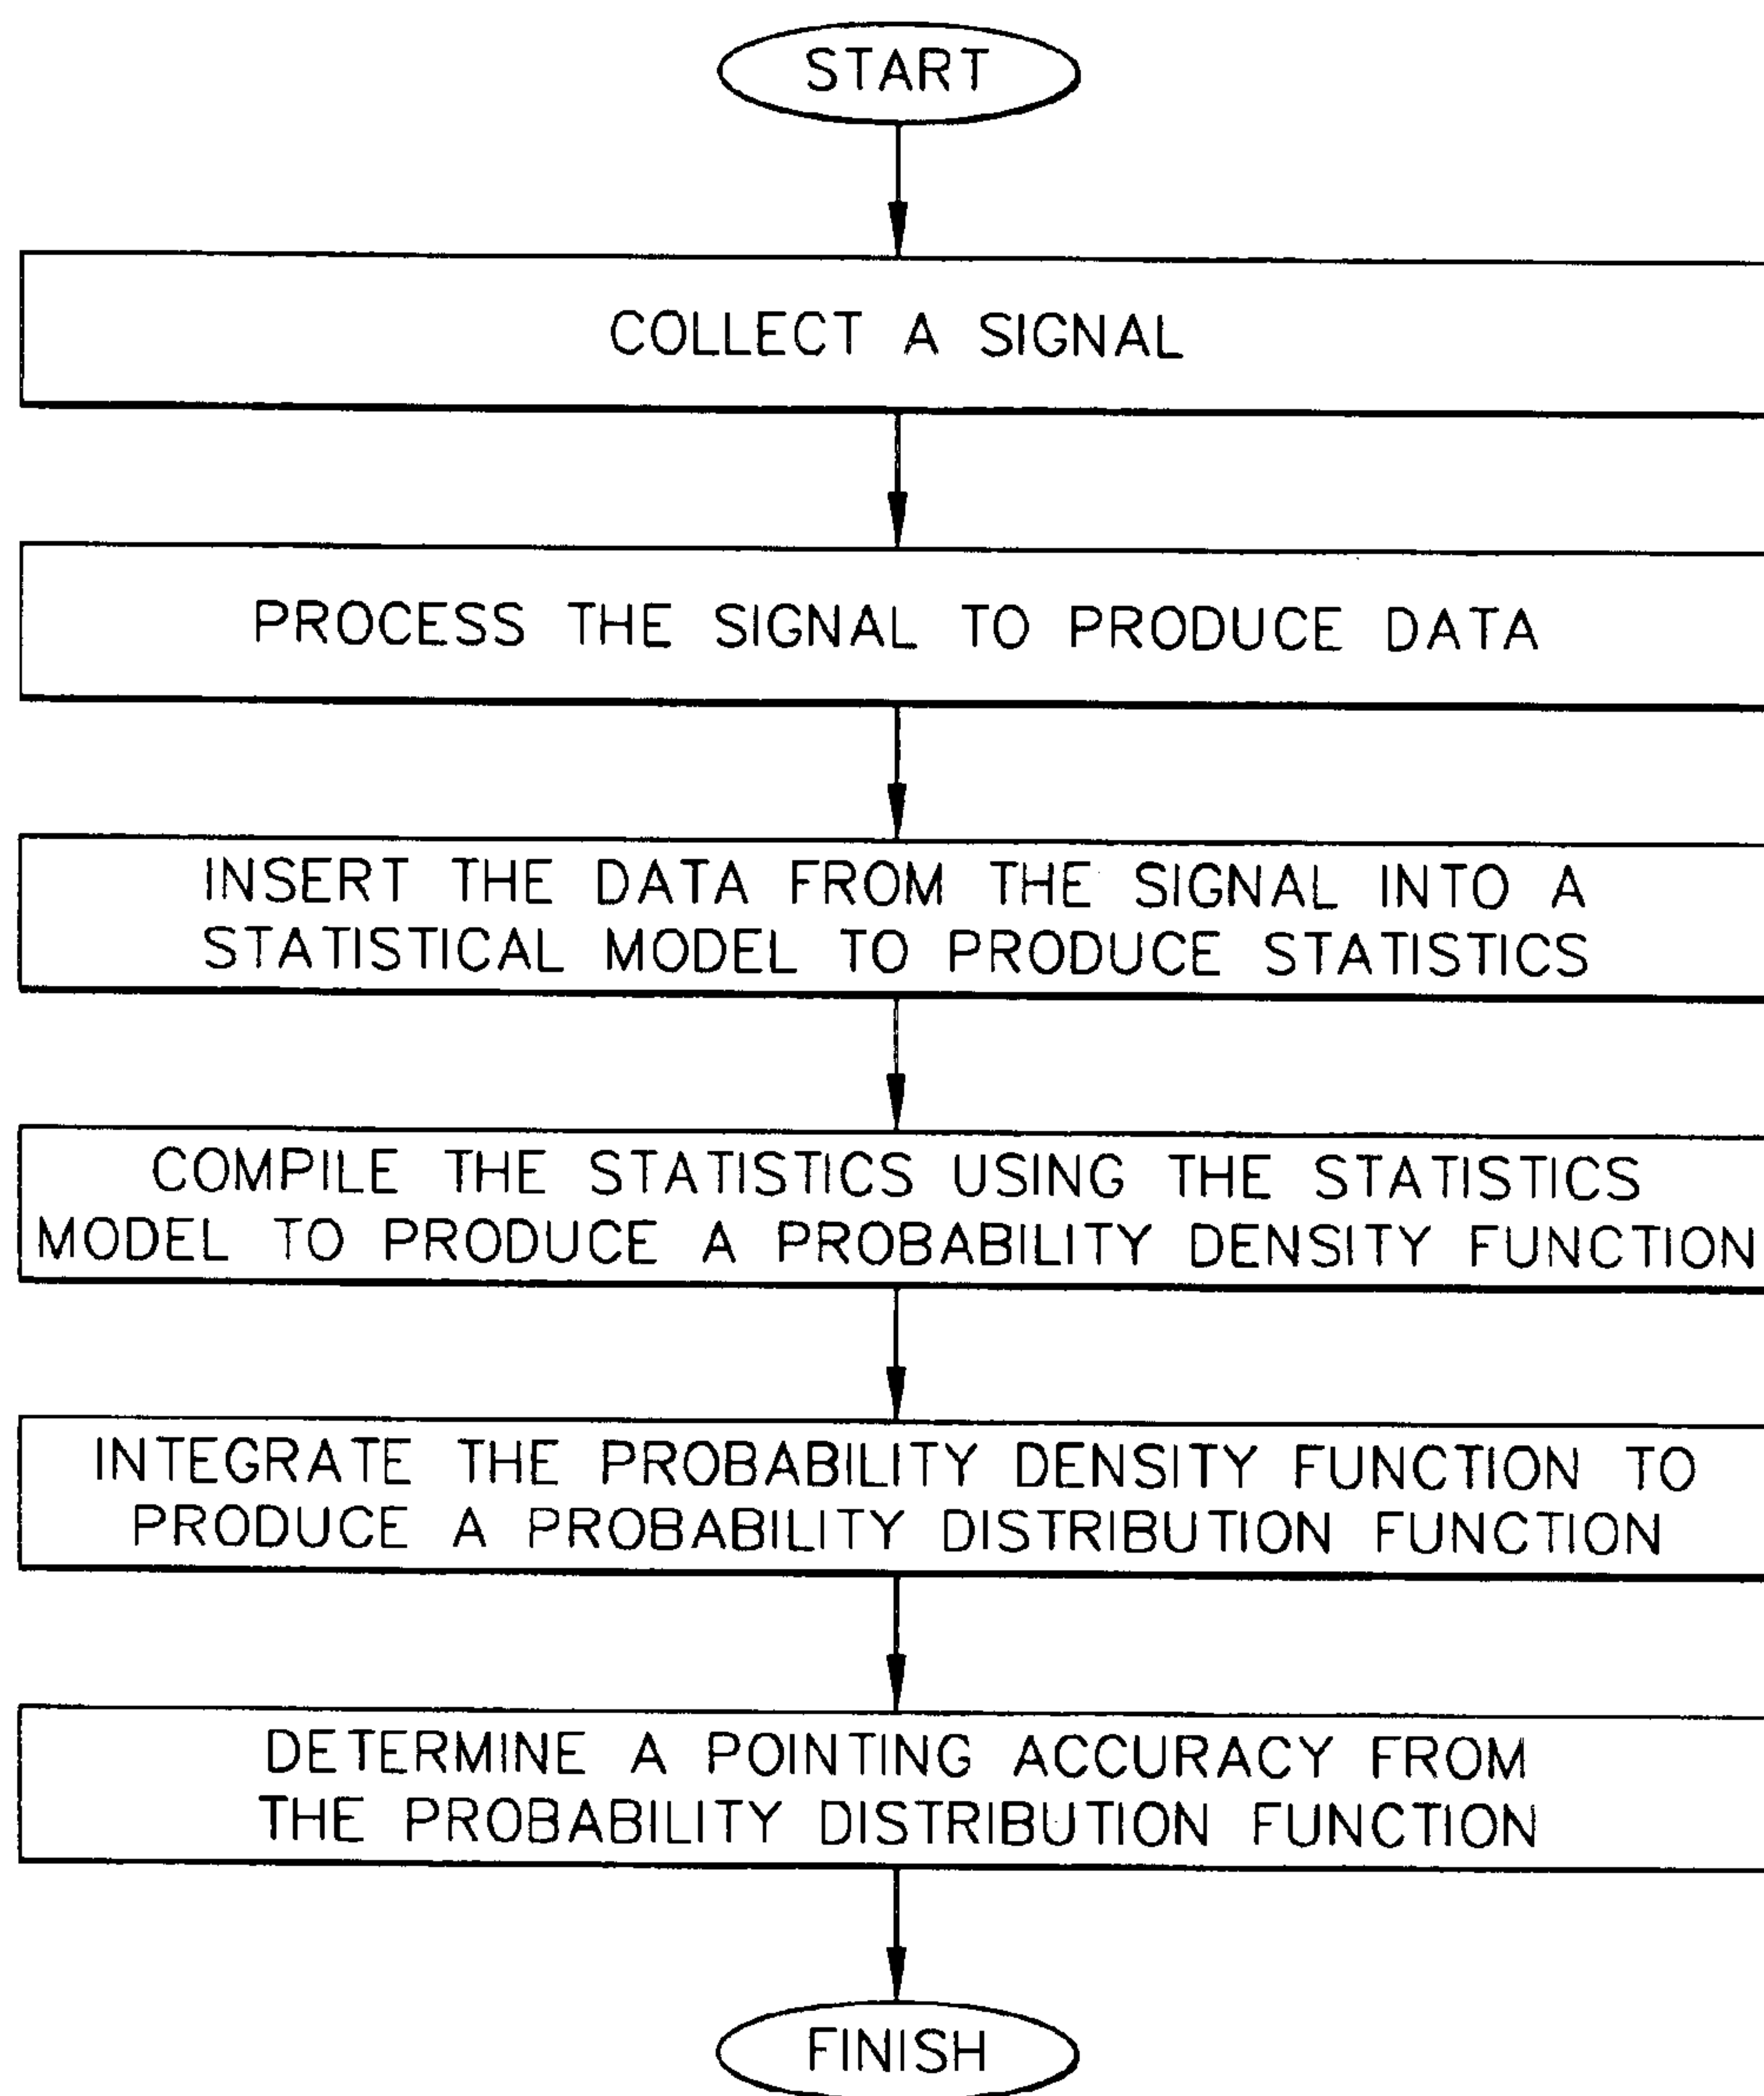 START
COLLECT A SIGNAL
PROCESS THE SIGNAL TO PRODUCE DATA
INSERT THE DATA FROM THE SIGNAL INTO A
STATISTICAL MODEL TO PRODUCE STATISTICS
COMPILE THE STATISTICS USING THE STATISTICS
MODEL TO PRODUCE A PROBABILITY DENSITY FUNCTION
INTEGRATE THE PROBABILITY DENSITY FUNCTION TO
PRODUCE A PROBABILITY DISTRIBUTION FUNCTION
DETERMINE A POINTING ACCURACY FROM
THE PROBABILITY DISTRIBUTION FUNCTION
FINISH